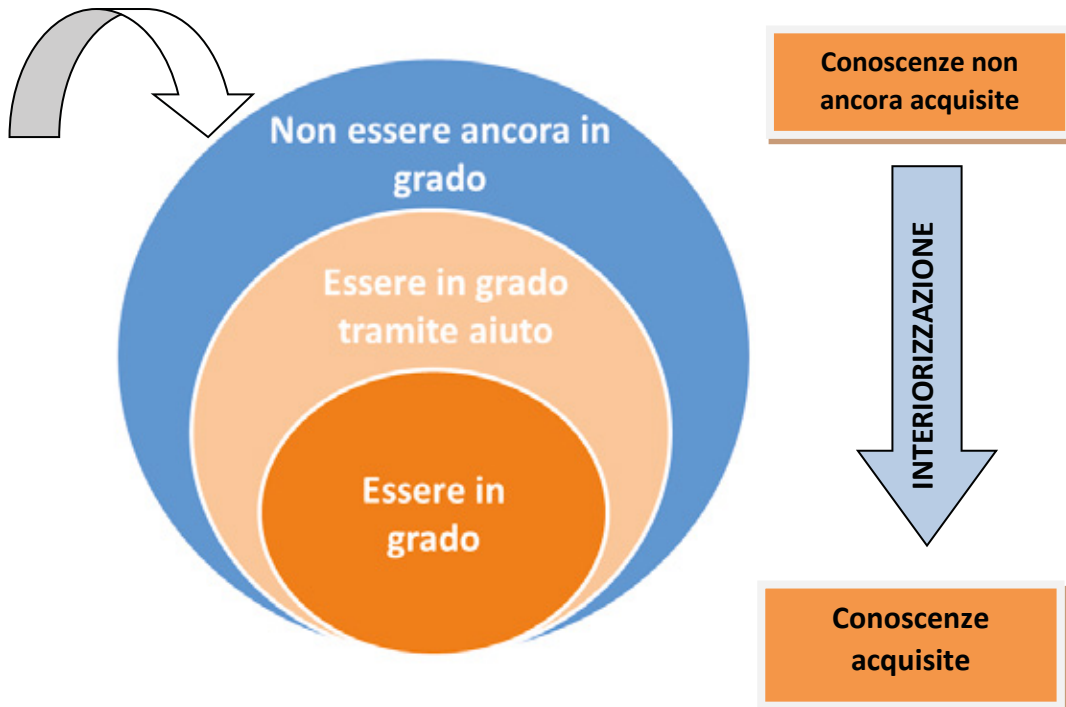 Non essere ancora in
grado
Essere in grado
tramite aiuto
Essere in
grado
Conoscenze non
ancora acquisite
INTERIORIZZAZIONE
Conoscenze
acquisite